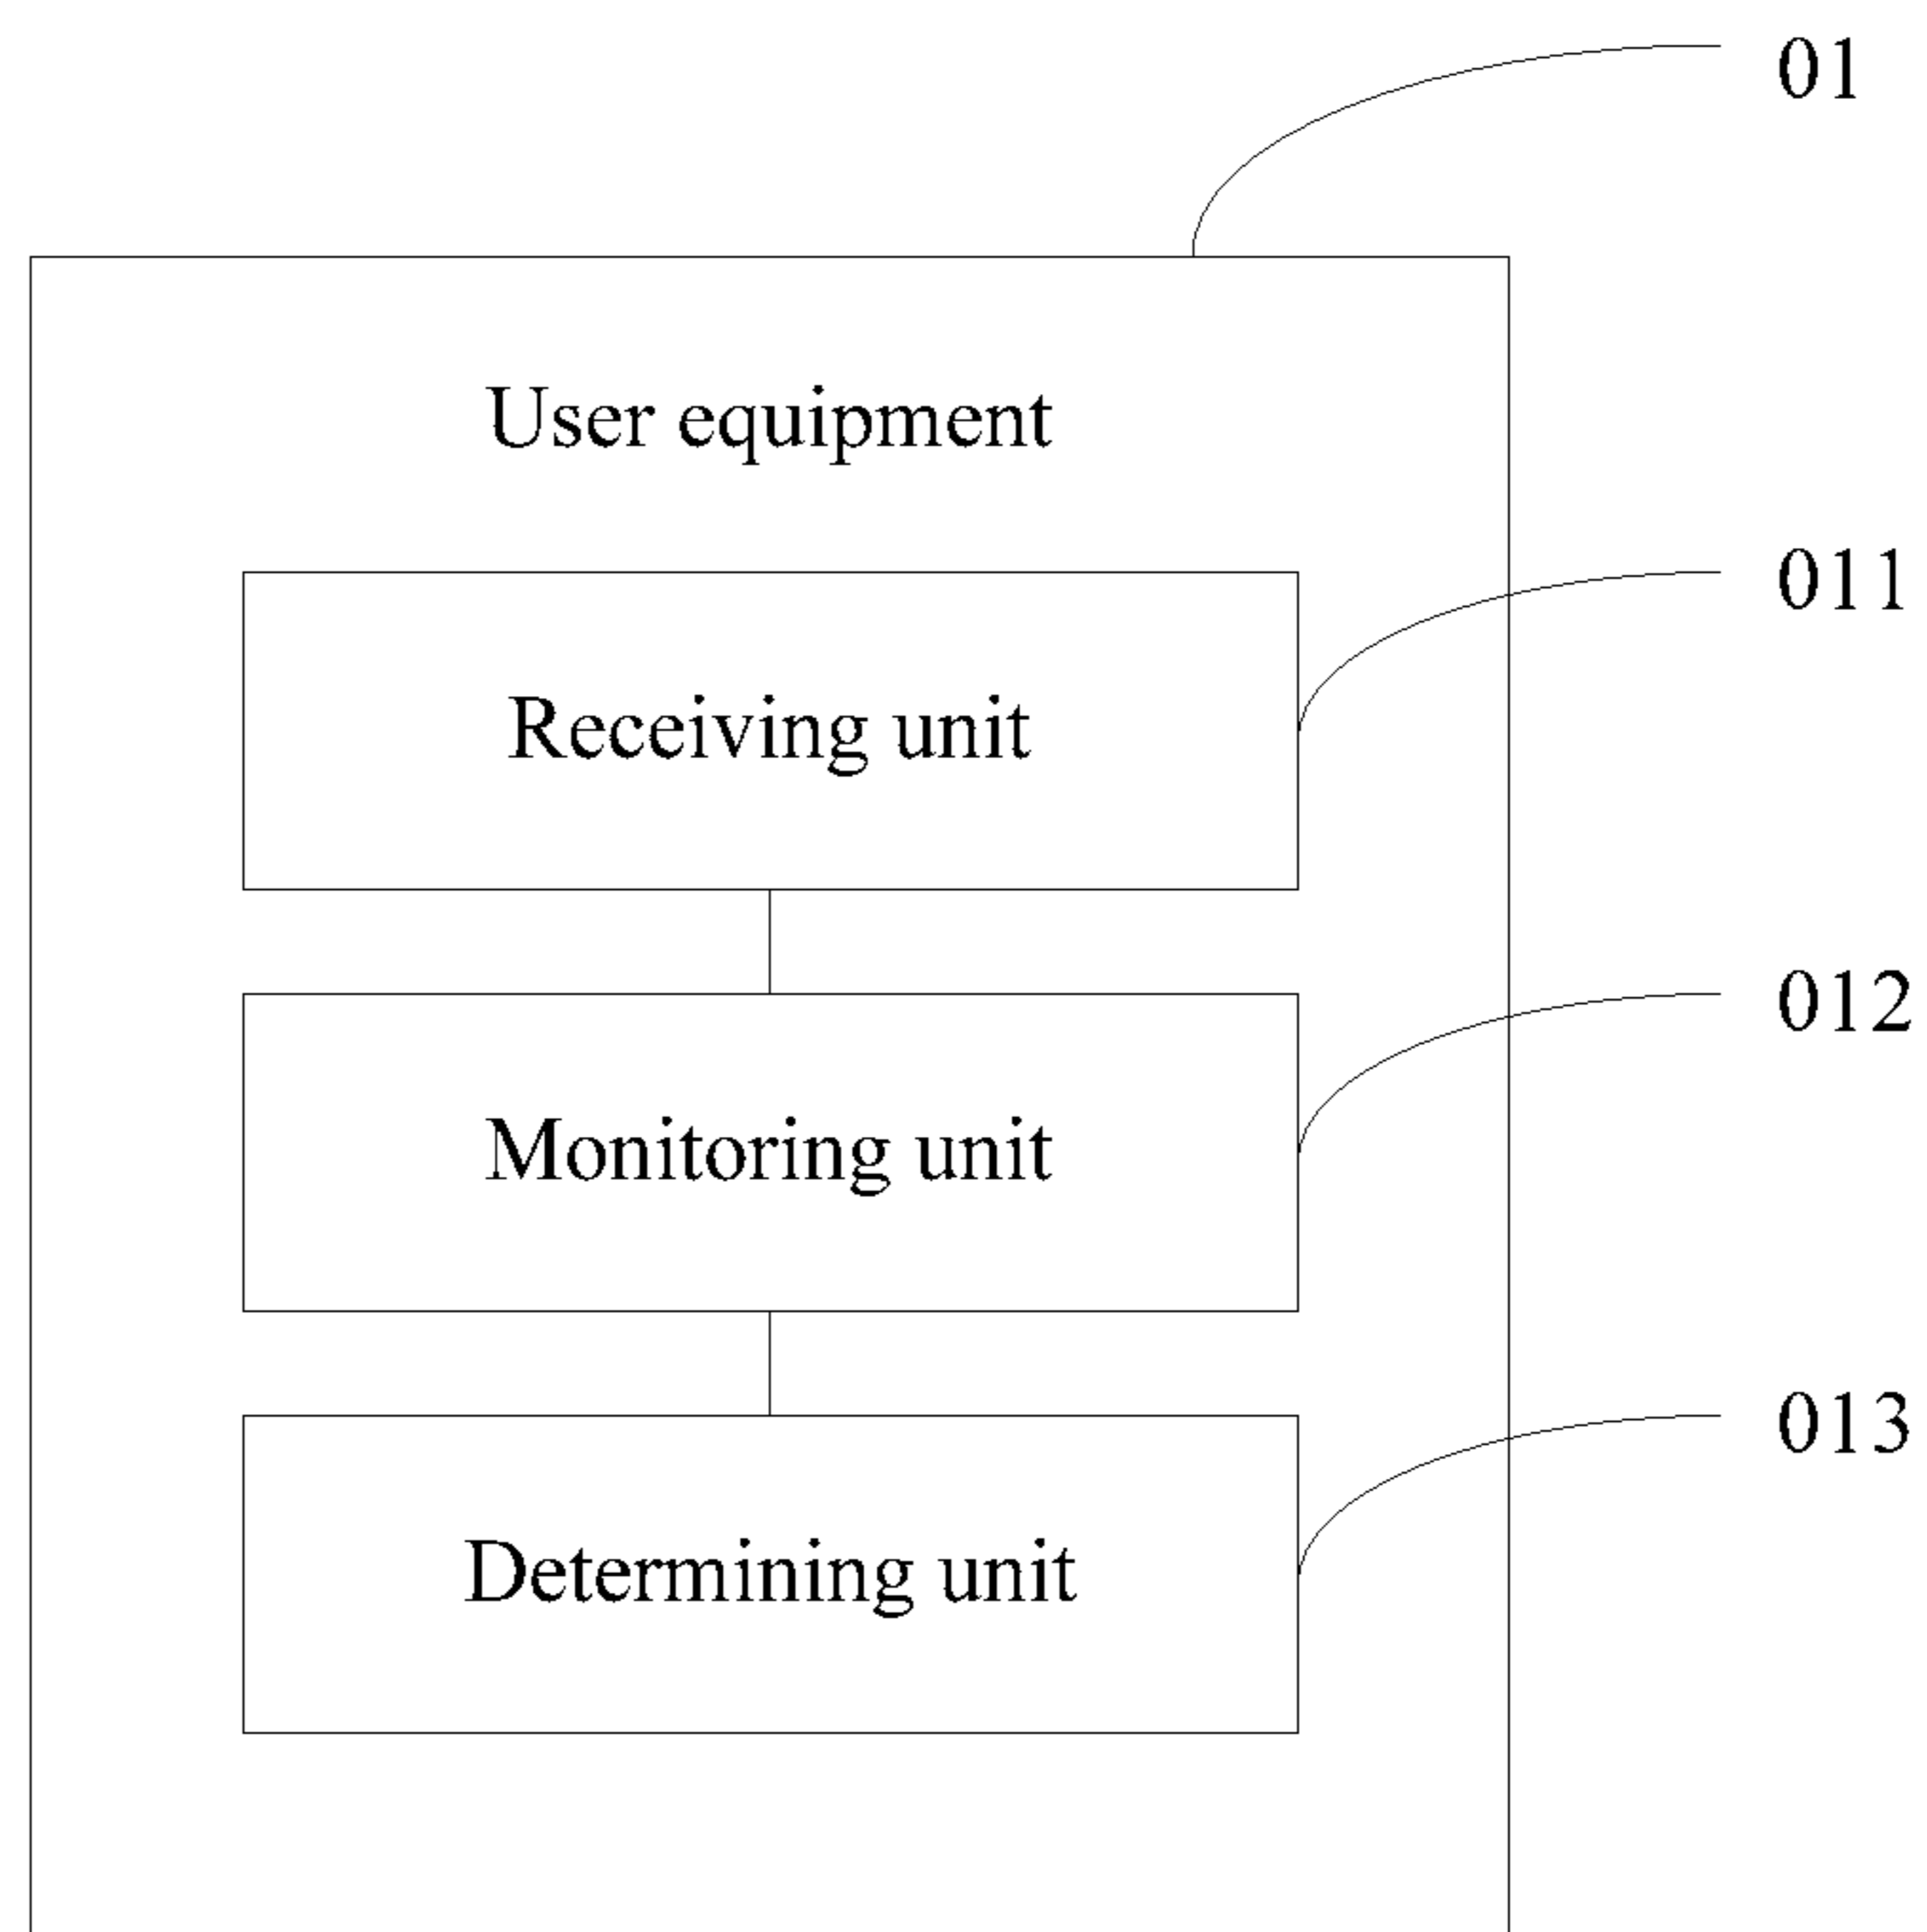 01
User equipment
011
Receiving unit
012
Monitoring unit
013
Determining unit